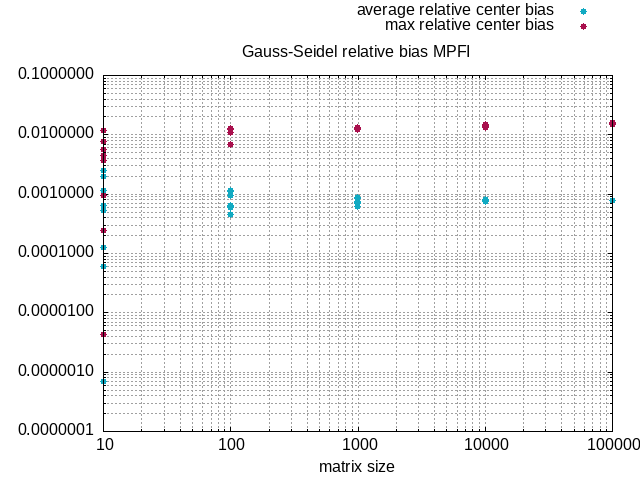 average relative center bias
max relative center bias
Gauss-Seidel relative bias MPFI
0.1000000
0.0100000
0.0010000
0.0001000
0.0000100
0.0000010
0.0000001
10 100 1000 10000 100000
matrix size